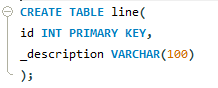 CREATE TABLE line(
id INT PRIMARY KEY,
_description VARCHAR(100)
);